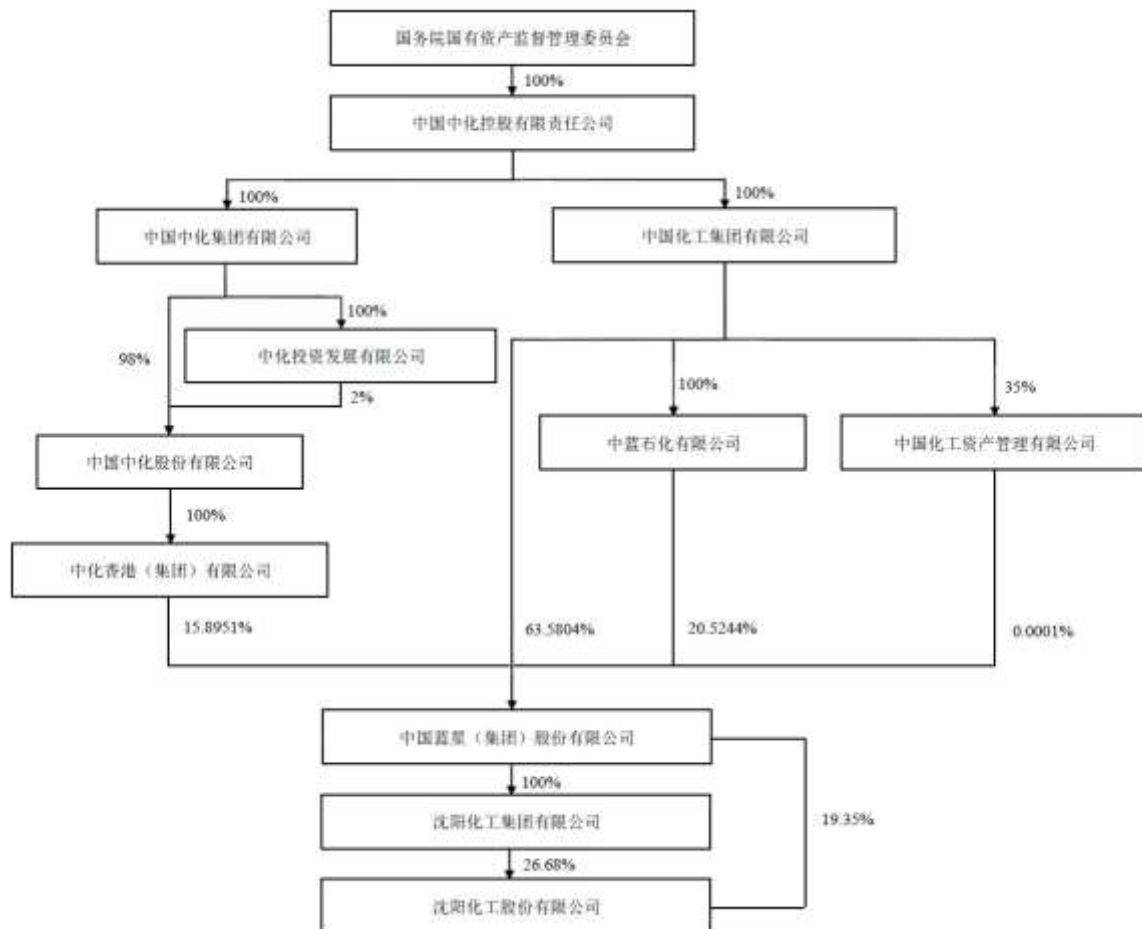 国务院国有资产监督管理委员会
100%
中国中化控股有限责任公司
100%
100%
中国中化集团有限公司
中国化工集团有限公司
100%
98%
中化投资发展有限公司
2%
100%
35%
中国中化股份有限公司
中蓝石化有限公司
中国化工资产管理有限公司
100%
中化香港（集团）有限公司
15.8951%
63.5804%
20.5244%
0.0001%
中国蓝星（集团）股份有限公司
100%
沈阳化工集团有限公司
19.35%
26.68%
沈阳化工股份有限公司